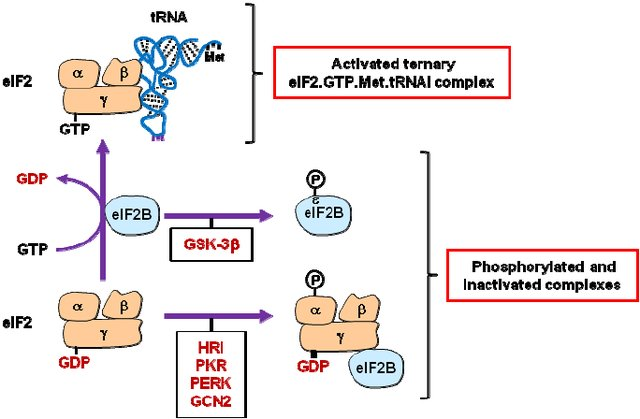 tRNA
Met
eIF2
α
β
γ
GTP
Activated ternary
eIF2.GTP.Met.tRNAI complex
GDP
GTP
eIF2B
GSK-3β
P
ε
eIF2B
Phosphorylated and
inactivated complexes
eIF2
α
β
γ
GDP
HRI
PKR
PERK
GCN2
P
α
β
γ
GDP
eIF2B